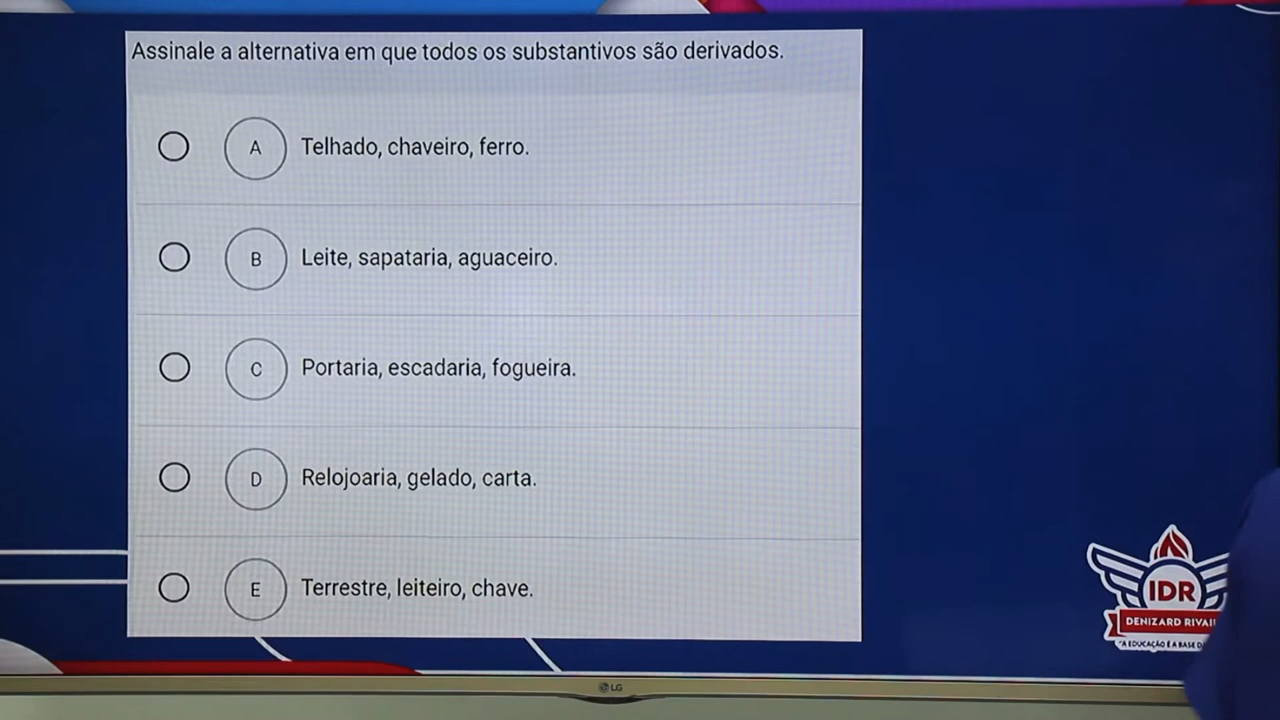 Assinale a alternativa em que todos os substantivos são derivados.
A Telhado, chaveiro, ferro.
B Leite, sapataria, aguaceiro.
C Portaria, escadaria, fogueira.
D Relojoaria, gelado, carta.
E Terrestre, leiteiro, chave.
IDR
DENIZARD
"A EDUCAÇÃO É A BASE
LG